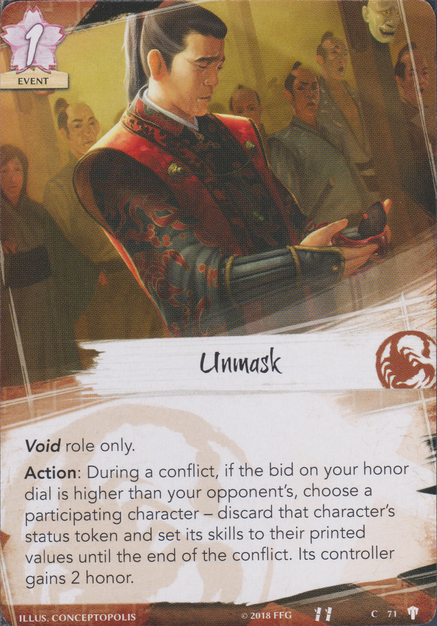 1
EVENT
Unmask
Void role only.
Action: During a conflict, if the bid on your honor
dial is higher than your opponent's, choose a
participating character – discard that character's
status token and set its skills to their printed
values until the end of the conflict. Its controller
gains 2 honor.
ILLUS. CONCEPTOPOLIS © 2018 FFG C 71